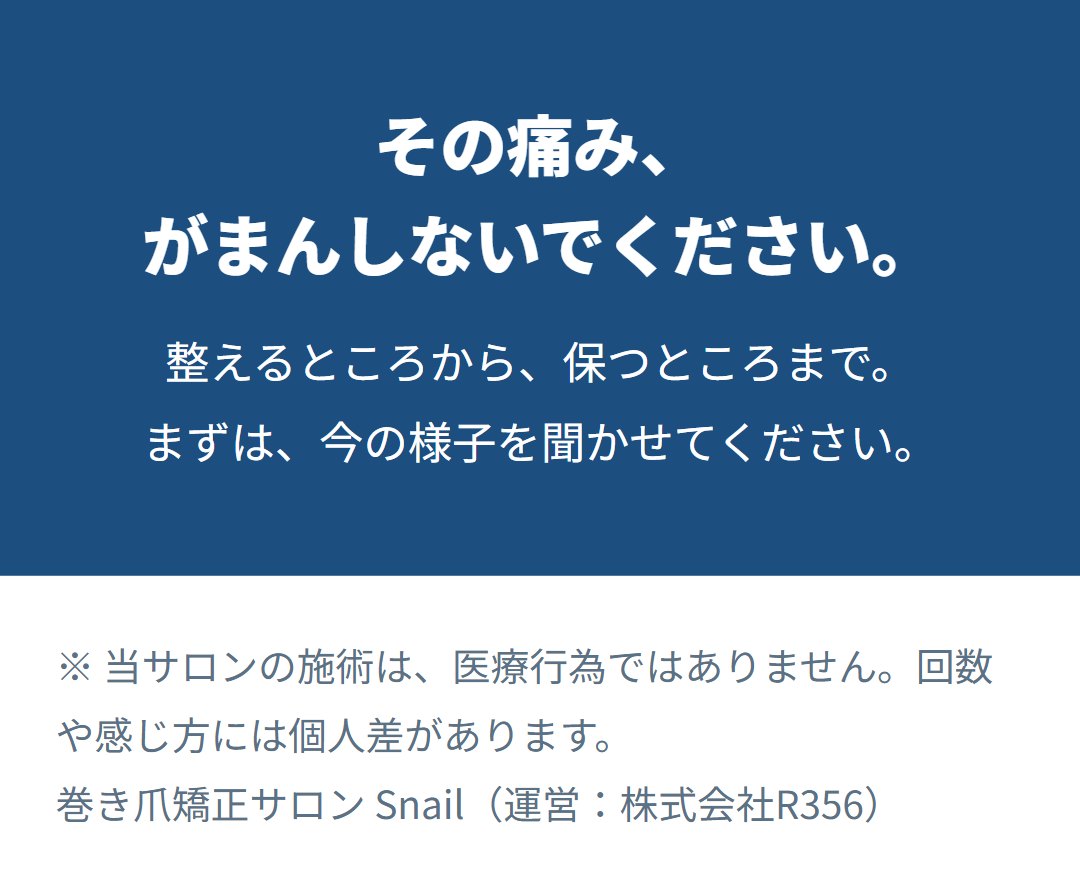 その痛み、
がまんしないでください。
整えるところから、保つところまで。
まずは、今の様子を聞かせてください。
※ 当サロンの施術は、医療行為ではありません。回数
や感じ方には個人差があります。
巻き爪矯正サロン Snail（運営：株式会社R356）